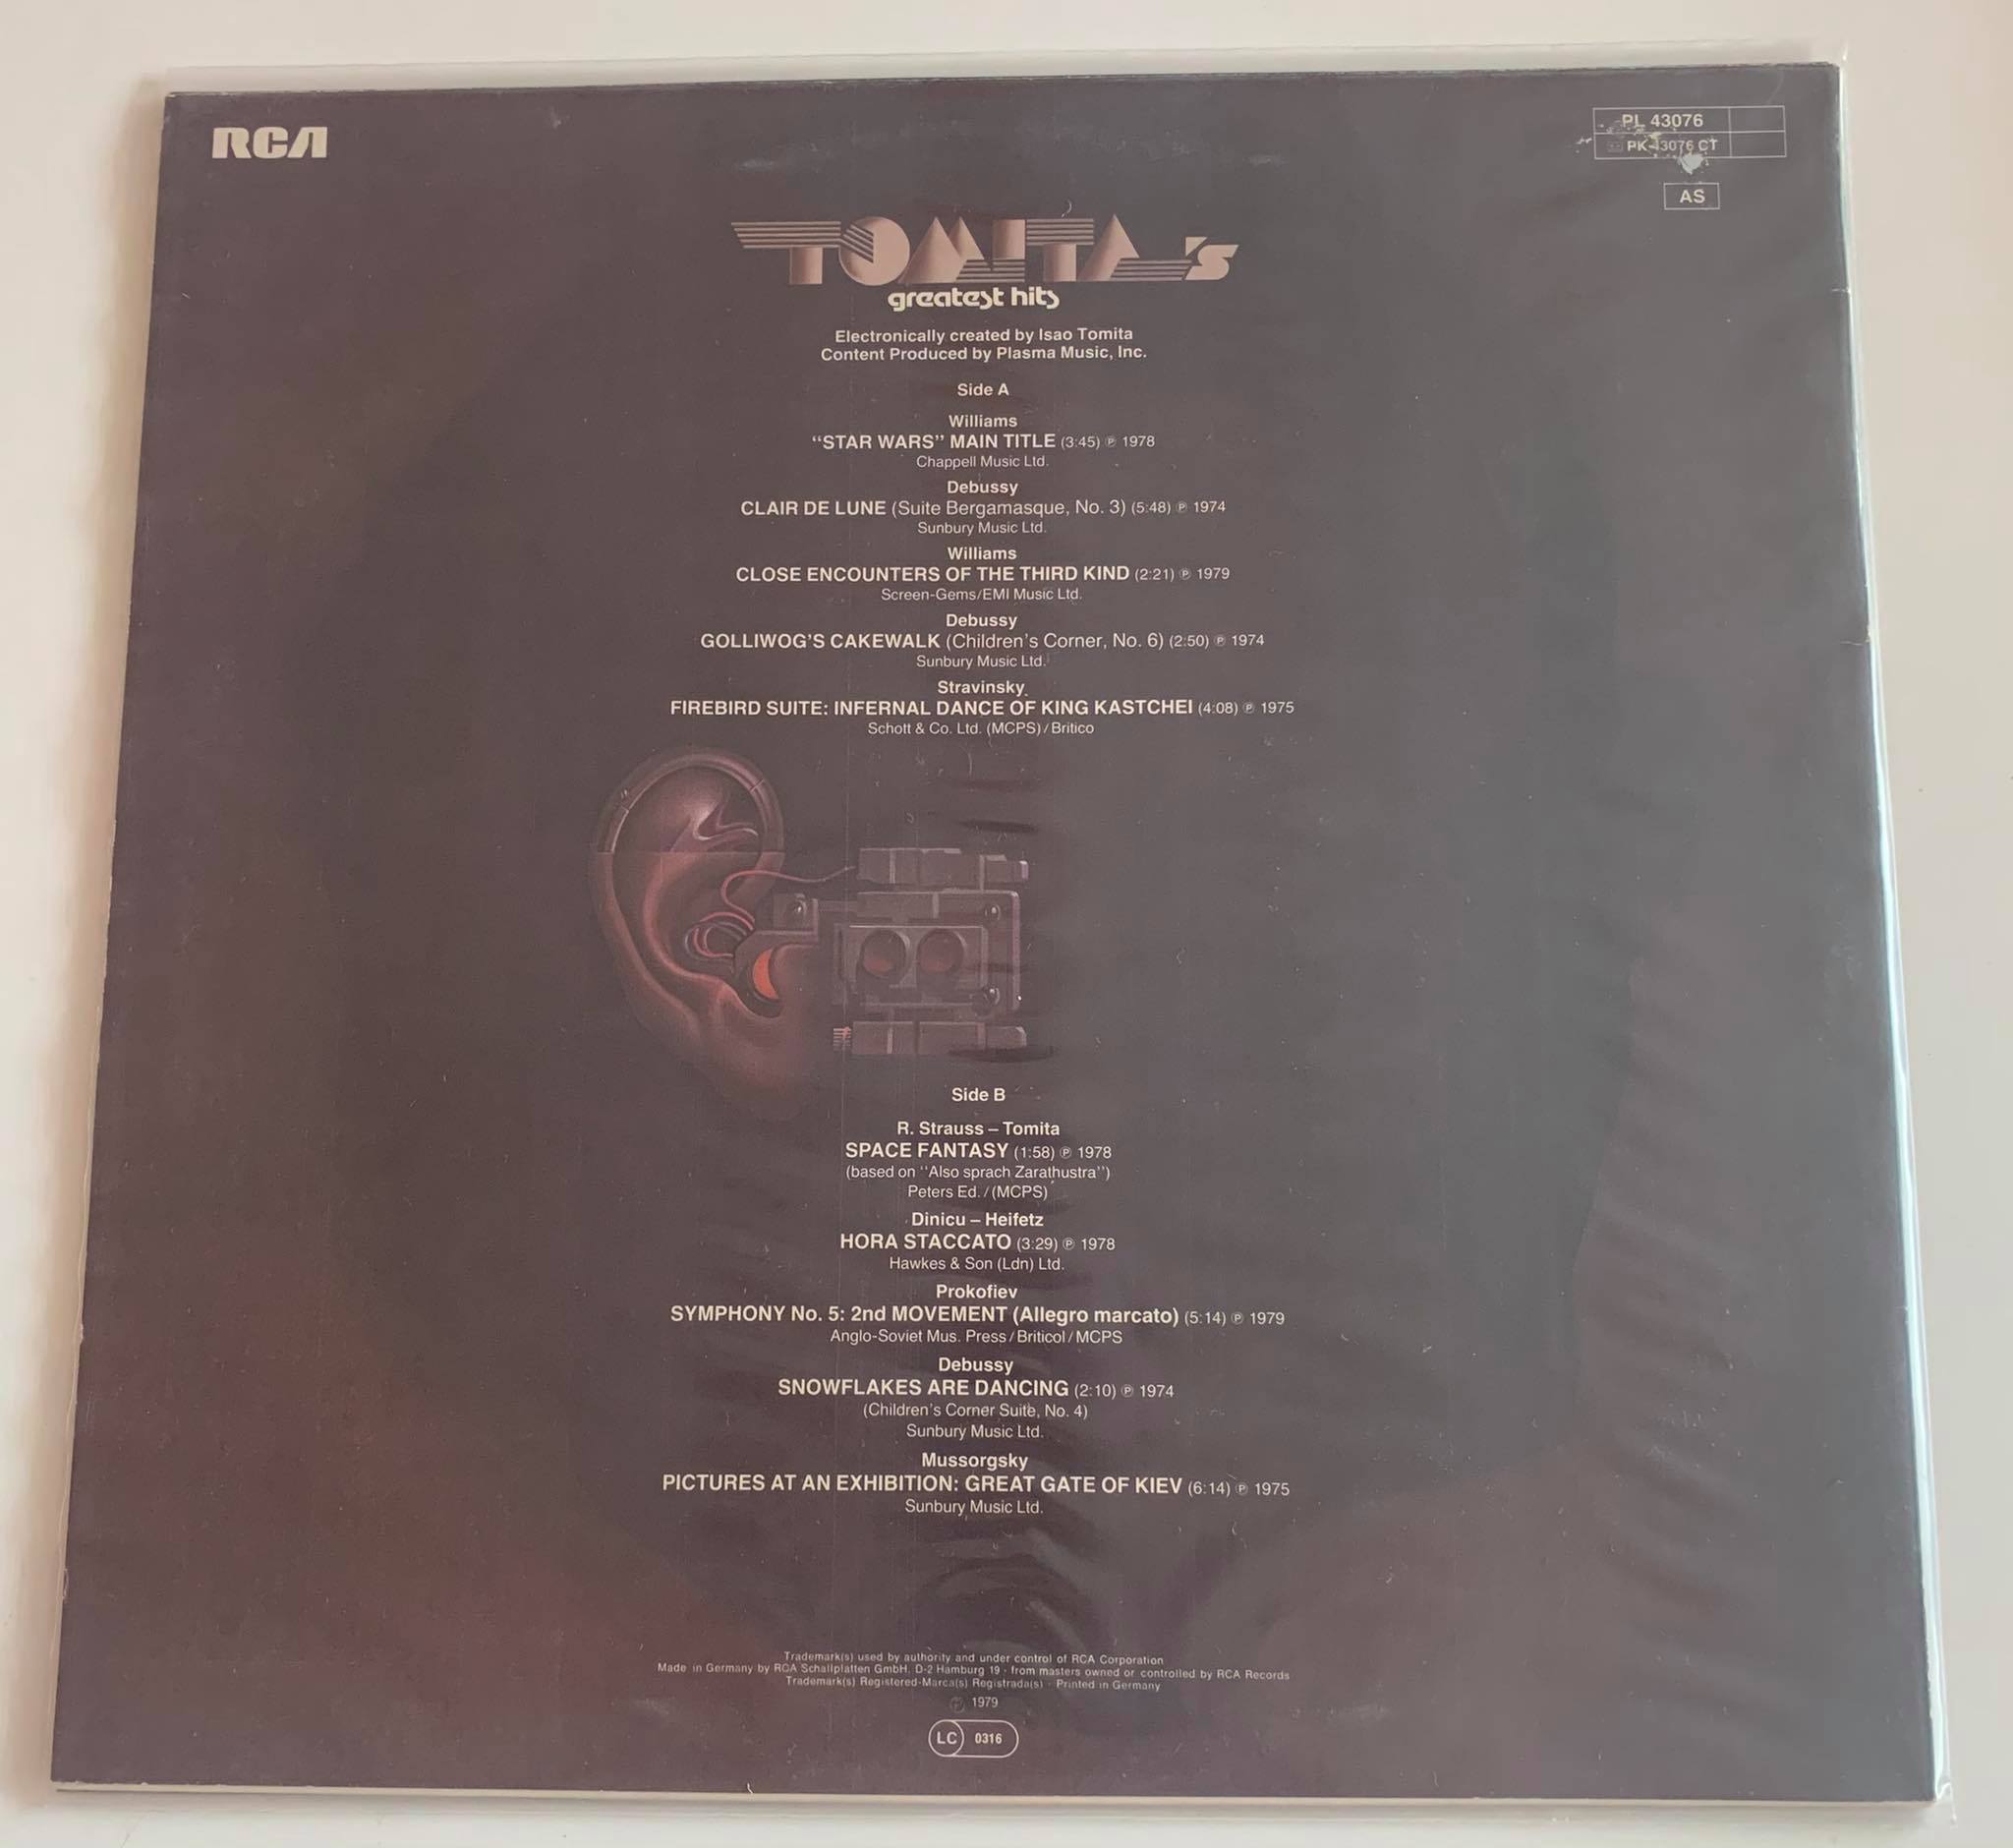 RCA
PL 43076
PK 43076 CT
AS
TOMITA's
greatest hits
Electronically created by Isao Tomita
Content Produced by Plasma Music, Inc.
Side A
Williams
“STAR WARS” MAIN TITLE (3:45) ℗ 1978
Chappell Music Ltd.
Debussy
CLAIR DE LUNE (Suite Bergamasque, No. 3) (5:48) ℗ 1974
Sunbury Music Ltd.
Williams
CLOSE ENCOUNTERS OF THE THIRD KIND (2:21) ℗ 1979
Screen-Gems/EMI Music Ltd.
Debussy
GOLLIWOG'S CAKEWALK (Children's Corner, No. 6) (2:50) ℗ 1974
Sunbury Music Ltd.
Stravinsky
FIREBIRD SUITE: INFERNAL DANCE OF KING KASTCHEI (4:08) ℗ 1975
Schott & Co. Ltd. (MCPS) / Britico
Side B
R. Strauss – Tomita
SPACE FANTASY (1:58) ℗ 1978
(based on ''Also sprach Zarathustra'')
Peters Ed. / (MCPS)
Dinicu – Heifetz
HORA STACCATO (3:29) ℗ 1978
Hawkes & Son (Ldn) Ltd.
Prokofiev
SYMPHONY No. 5: 2nd MOVEMENT (Allegro marcato) (5:14) ℗ 1979
Anglo-Soviet Mus. Press / Briticol / MCPS
Debussy
SNOWFLAKES ARE DANCING (2:10) ℗ 1974
(Children's Corner Suite, No. 4)
Sunbury Music Ltd.
Mussorgsky
PICTURES AT AN EXHIBITION: GREAT GATE OF KIEV (6:14) ℗ 1975
Sunbury Music Ltd.
Trademark(s) used by authority and under control of RCA Corporation
Made in Germany by RCA Schallplatten GmbH. D-2 Hamburg 19 · from masters owned or controlled by RCA Records
Trademark(s) Registered-Marca(s) Registrada(s) · Printed in Germany
℗ 1979
LC 0316